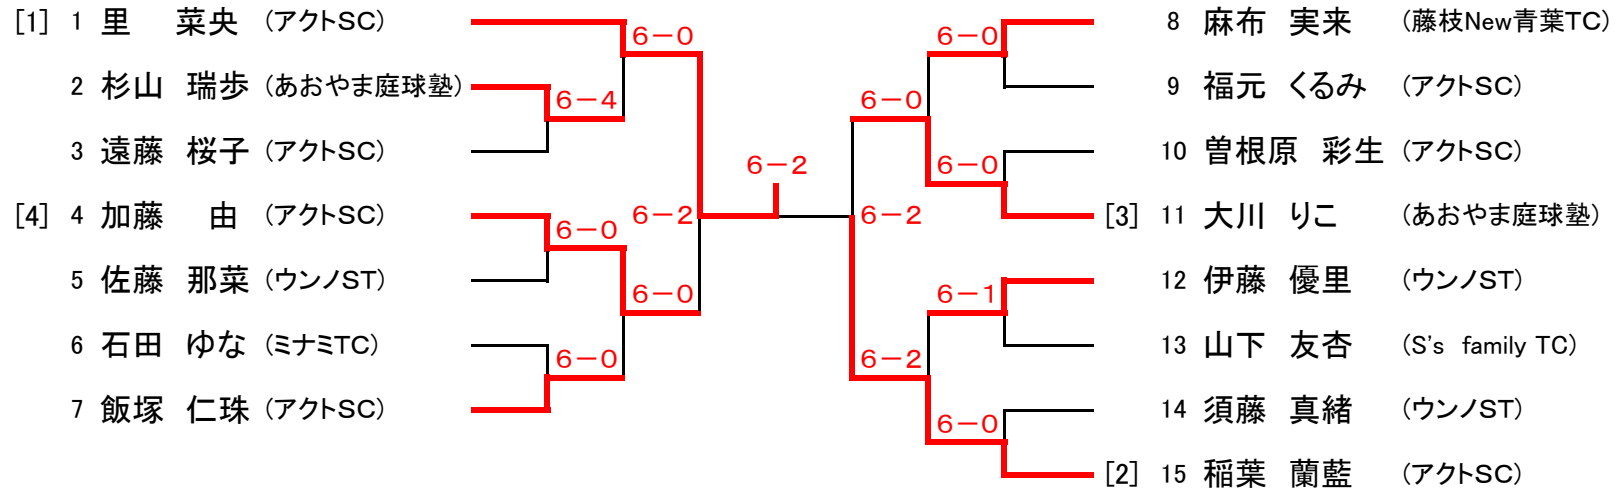 [1] 1 里 菜央 (アクトSC)
2 杉山 瑞歩 (あおやま庭球塾)
3 遠藤 桜子 (アクトSC)
[4] 4 加藤 由 (アクトSC)
5 佐藤 那菜 (ウンノST)
6 石田 ゆな (ミナミTC)
7 飯塚 仁珠 (アクトSC)
6-0
6-4
6-2
6-0
6-0
6-0
6-2
6-0
6-0
6-0
6-2
6-1
6-2
6-0
8 麻布 実来 (藤枝New青葉TC)
9 福元 くるみ (アクトSC)
10 曽根原 彩生 (アクトSC)
[3] 11 大川 りこ (あおやま庭球塾)
12 伊藤 優里 (ウンノST)
13 山下 友杏 (S's family TC)
14 須藤 真緒 (ウンノST)
[2] 15 稲葉 蘭藍 (アクトSC)